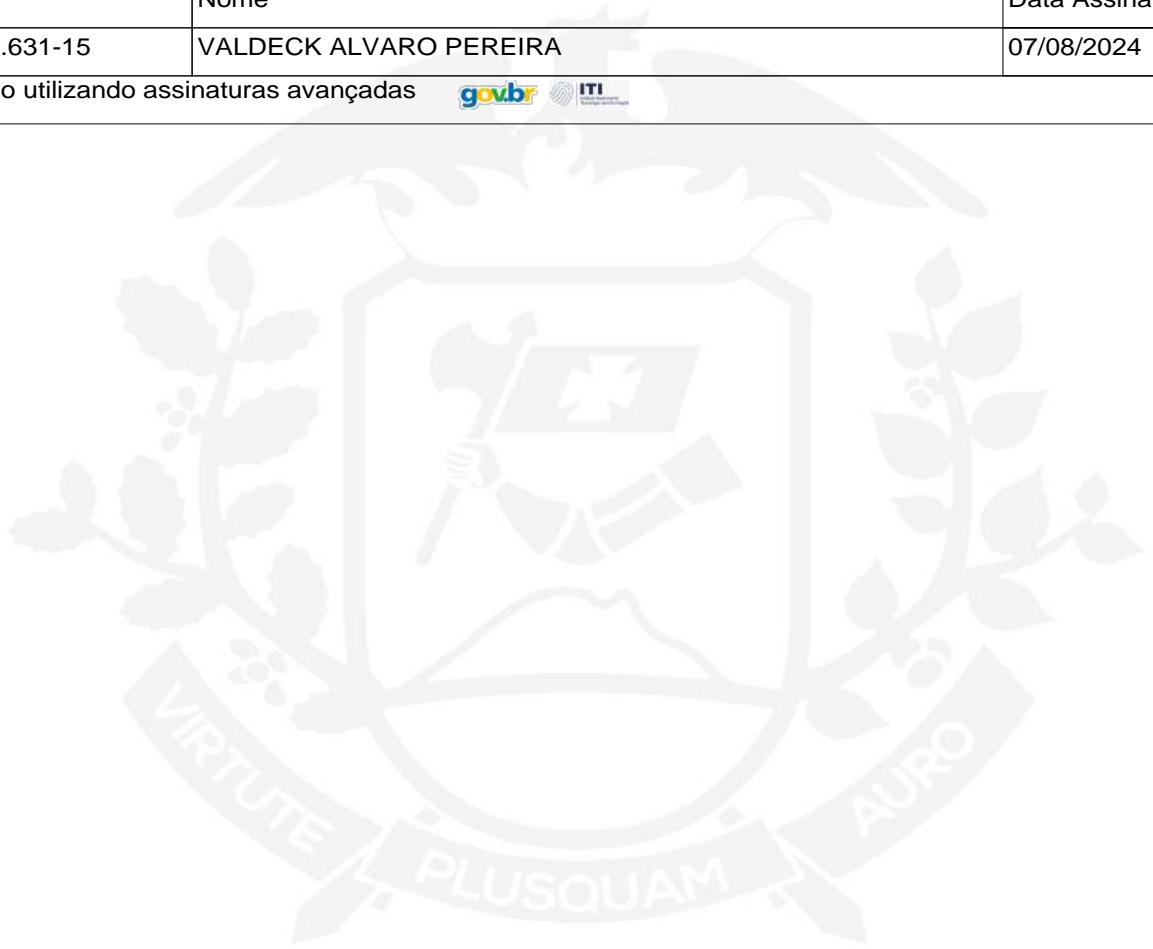 Nome Data Assina
.631-15 VALDECK ALVARO PEREIRA 07/08/2024
o utilizando assinaturas avançadas gov.br ITI
VIRTUTE PLUSQUAM AURO